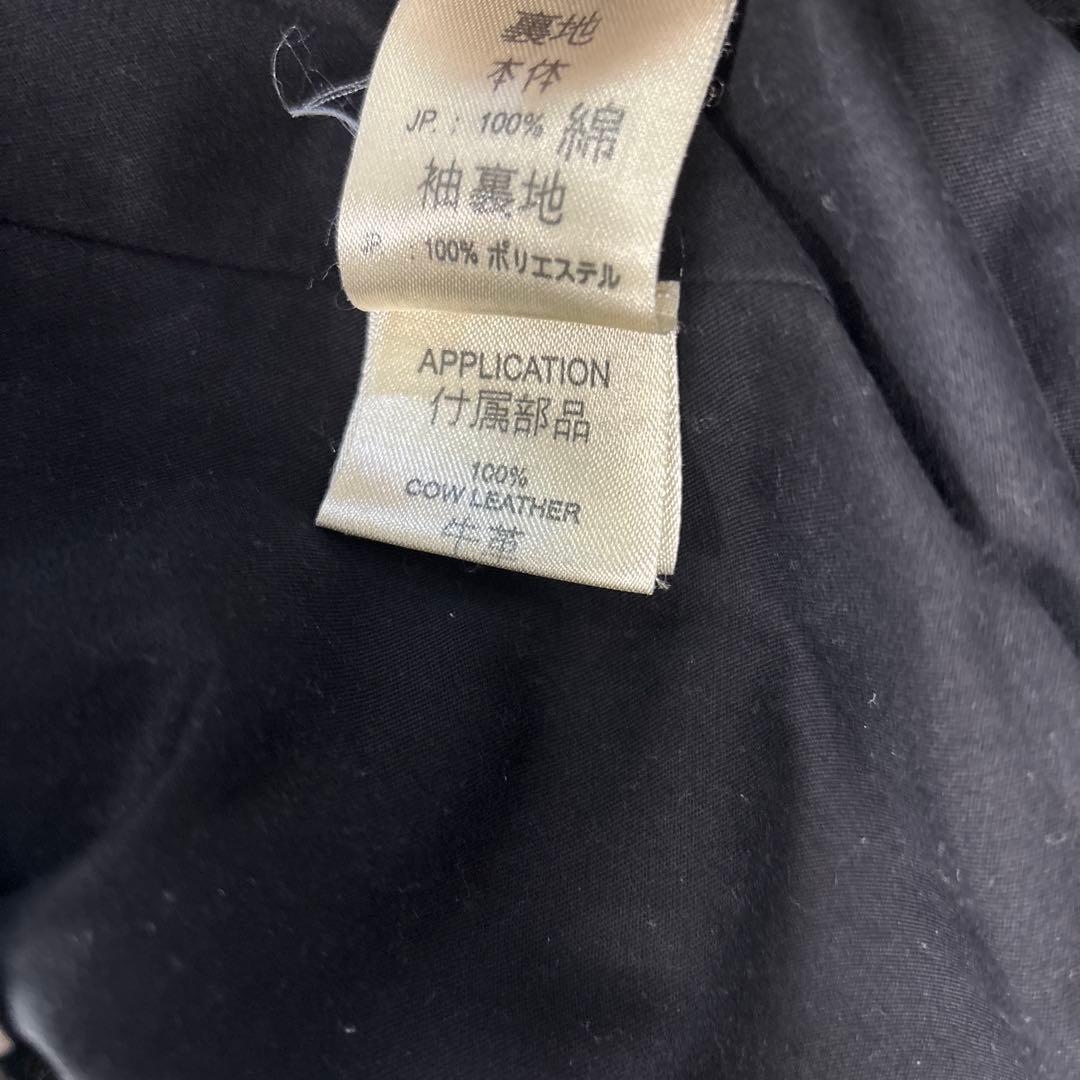 裏地
本体
JP. : 100% 綿
袖裏地
JP : 100% ポリエステル
APPLICATION
付属部品
100%
COW LEATHER
牛革